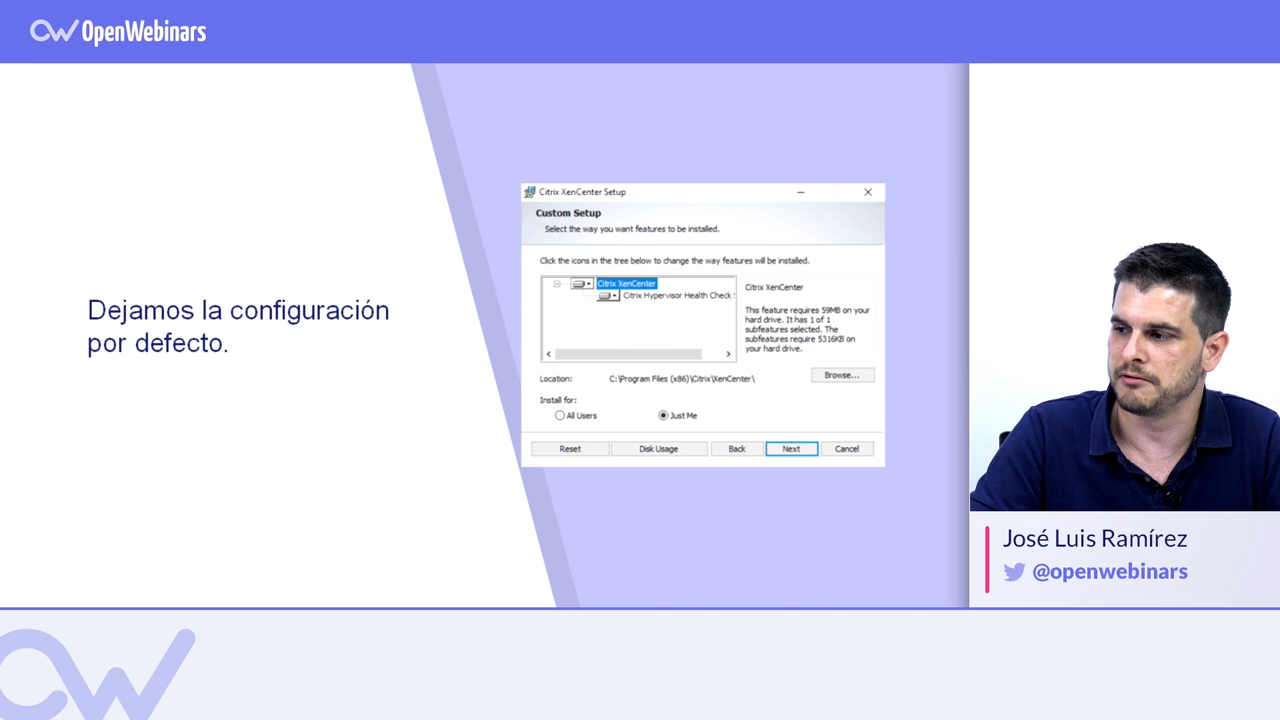 OpenWebinars
Dejamos la configuración
por defecto.
Citrix XenCenter Setup
Custom Setup
Select the way you want features to be installed.
Click the icons in the tree below to change the way features will be installed.
Citrix XenCenter
Citrix Hypervisor Health Check
Citrix XenCenter
This feature requires 59MB on your
hard drive. It has 1 of 1
subfeatures selected. The
subfeatures require 5316KB on
your hard drive.
Location: C:\Program Files (x86)\Citrix\XenCenter\
Browse...
Install for:
All Users Just Me
Reset Disk Usage Back Next Cancel
José Luis Ramírez
@openwebinars